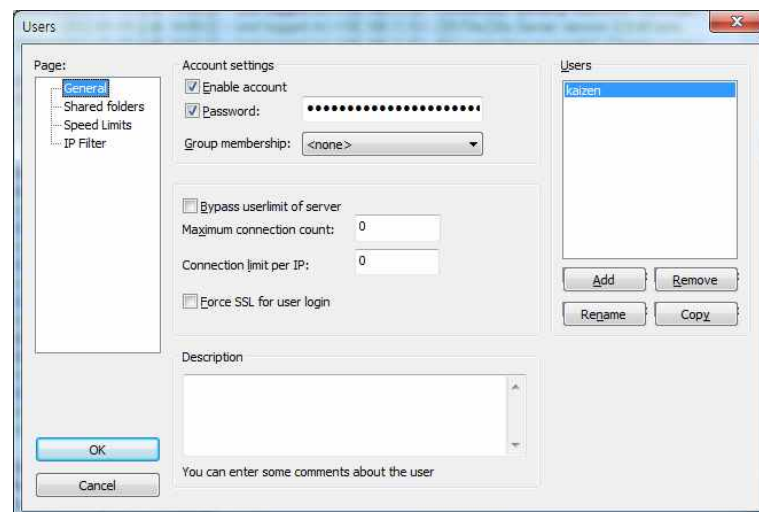 Users
Page:
General
Shared folders
Speed Limits
IP Filter
OK
Cancel
Account settings
Enable account
Password:
Group membership: <none>
Bypass userlimit of server
Maximum connection count: 0
Connection limit per IP: 0
Force SSL for user login
Description
You can enter some comments about the user
Users
kaizen
Add Remove
Rename Copy